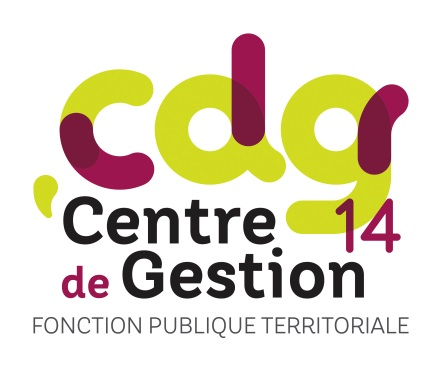 cdg
Centre 14
de Gestion
FONCTION PUBLIQUE TERRITORIALE